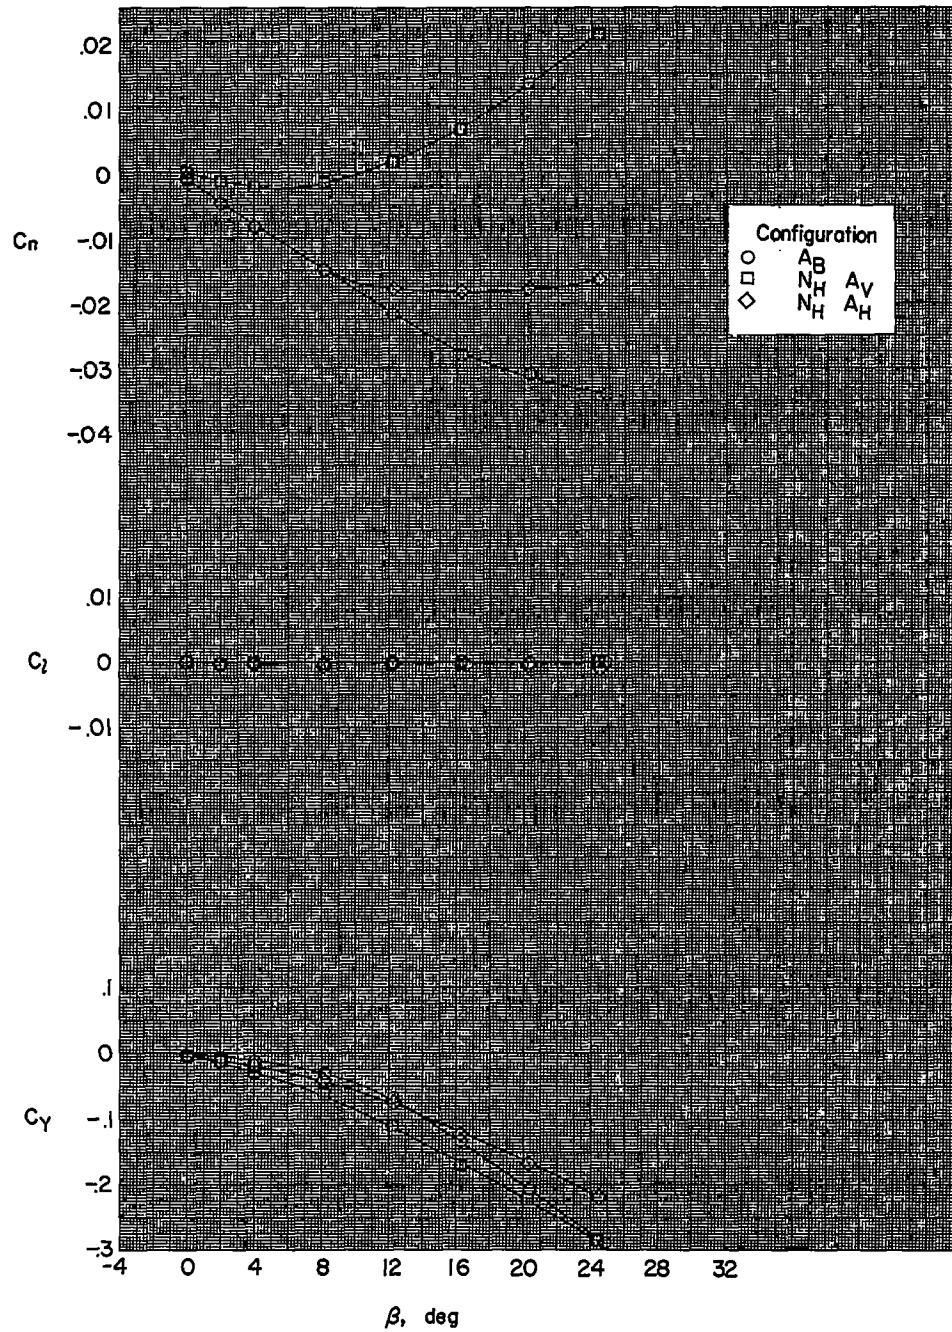 .02
.01
0
Cn
-.01
-.02
-.03
-.04
Configuration
AB
NH AV
NH AH
.01
Cl
0
-.01
.1
0
CY
-.1
-.2
-.3
-4 0 4 8 12 16 20 24 28 32
β, deg